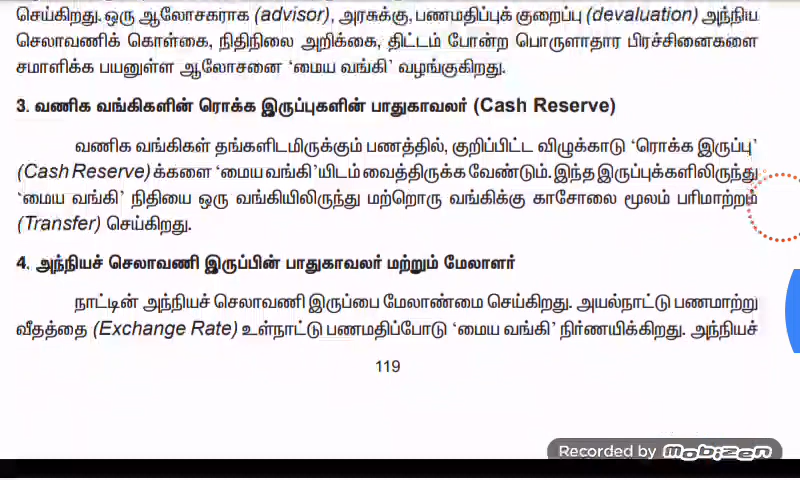 செய்கிறது. ஒரு ஆலோசகராக (advisor), அரசுக்கு, பணமதிப்புக் குறைப்பு (devaluation) அந்நிய
செலாவணிக் கொள்கை, நிதிநிலை அறிக்கை, திட்டம் போன்ற பொருளாதார பிரச்சினைகளை
சமாளிக்க பயனுள்ள ஆலோசனை ‘மைய வங்கி’ வழங்குகிறது.
3. வணிக வங்கிகளின் ரொக்க இருப்புகளின் பாதுகாவலர் (Cash Reserve)
வணிக வங்கிகள் தங்களிடமிருக்கும் பணத்தில், குறிப்பிட்ட விழுக்காடு ‘ரொக்க இருப்பு’
(Cash Reserve) க்களை ‘மைய வங்கி’யிடம் வைத்திருக்க வேண்டும். இந்த இருப்புக்களிலிருந்து
‘மைய வங்கி’ நிதியை ஒரு வங்கியிலிருந்து மற்றொரு வங்கிக்கு காசோலை மூலம் பரிமாற்றம்
(Transfer) செய்கிறது.
4. அந்நியச் செலாவணி இருப்பின் பாதுகாவலர் மற்றும் மேலாளர்
நாட்டின் அந்நியச் செலாவணி இருப்பை மேலாண்மை செய்கிறது. அயல்நாட்டு பணமாற்று
வீதத்தை (Exchange Rate) உள்நாட்டு பணமதிப்போடு ‘மைய வங்கி’ நிர்ணயிக்கிறது. அந்நியச்
119
Recorded by mobizen